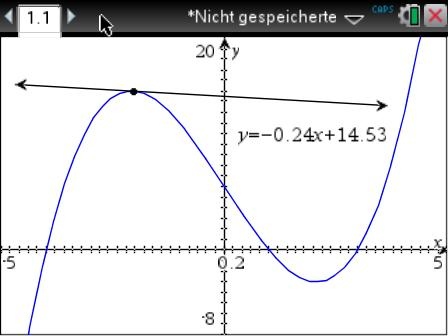 1.1 *Nicht gespeicherte CAPS
20 y
y=−0.24x+14.53
x
-5 0.2 5
-8